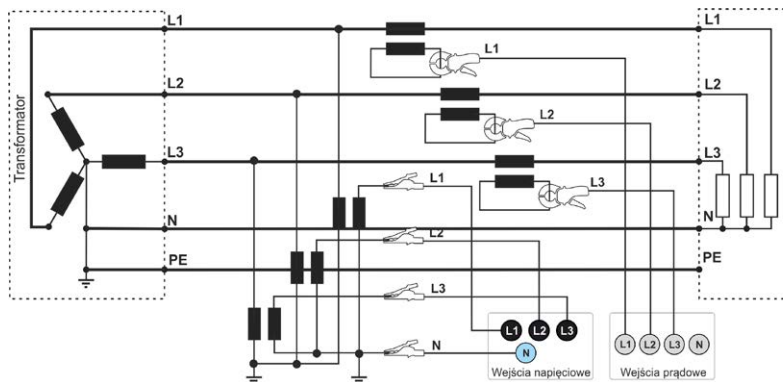 L1
L1
L1
L2
L2
L2
L3
L3
L1
L3
N
N
L2
PE
PE
L3
N
L1 L2 L3
N
L1 L2 L3 N
Wejścia napięciowe
Wejścia prądowe
Transformator